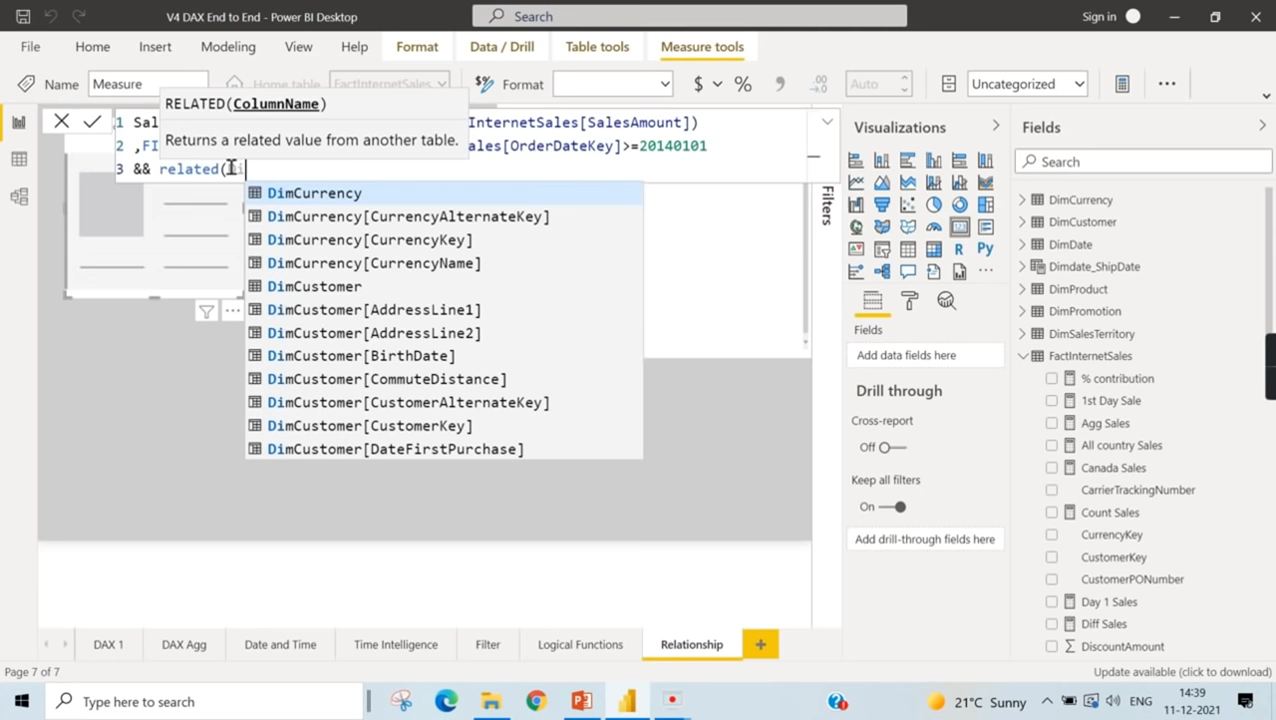 V4 DAX End to End - Power BI Desktop
Search
Sign in
File
Home
Insert
Modeling
View
Help
Format
Data / Drill
Table tools
Measure tools
Name
Measure
Home table
FactInternetSales
Format
$
%
Auto
Uncategorized
RELATED(ColumnName)
Returns a related value from another table.
1 Sal
InternetSales[SalesAmount])
2 ,FI
ales[OrderDateKey]>=20140101
3 && related(di
DimCurrency
DimCurrency[CurrencyAlternateKey]
DimCurrency[CurrencyKey]
DimCurrency[CurrencyName]
DimCustomer
DimCustomer[AddressLine1]
DimCustomer[AddressLine2]
DimCustomer[BirthDate]
DimCustomer[CommuteDistance]
DimCustomer[CustomerAlternateKey]
DimCustomer[CustomerKey]
DimCustomer[DateFirstPurchase]
Filters
Visualizations
R
Py
Fields
Add data fields here
Drill through
Cross-report
Off
Keep all filters
On
Add drill-through fields here
Fields
Search
DimCurrency
DimCustomer
DimDate
Dimdate_ShipDate
DimProduct
DimPromotion
DimSalesTerritory
FactInternetSales
% contribution
1st Day Sale
Agg Sales
All country Sales
Canada Sales
CarrierTrackingNumber
Count Sales
CurrencyKey
CustomerKey
CustomerPONumber
Day 1 Sales
Diff Sales
DiscountAmount
DAX 1
DAX Agg
Date and Time
Time Intelligence
Filter
Logical Functions
Relationship
Page 7 of 7
Update available (click to download)
Type here to search
21°C Sunny
ENG
14:39
11-12-2021